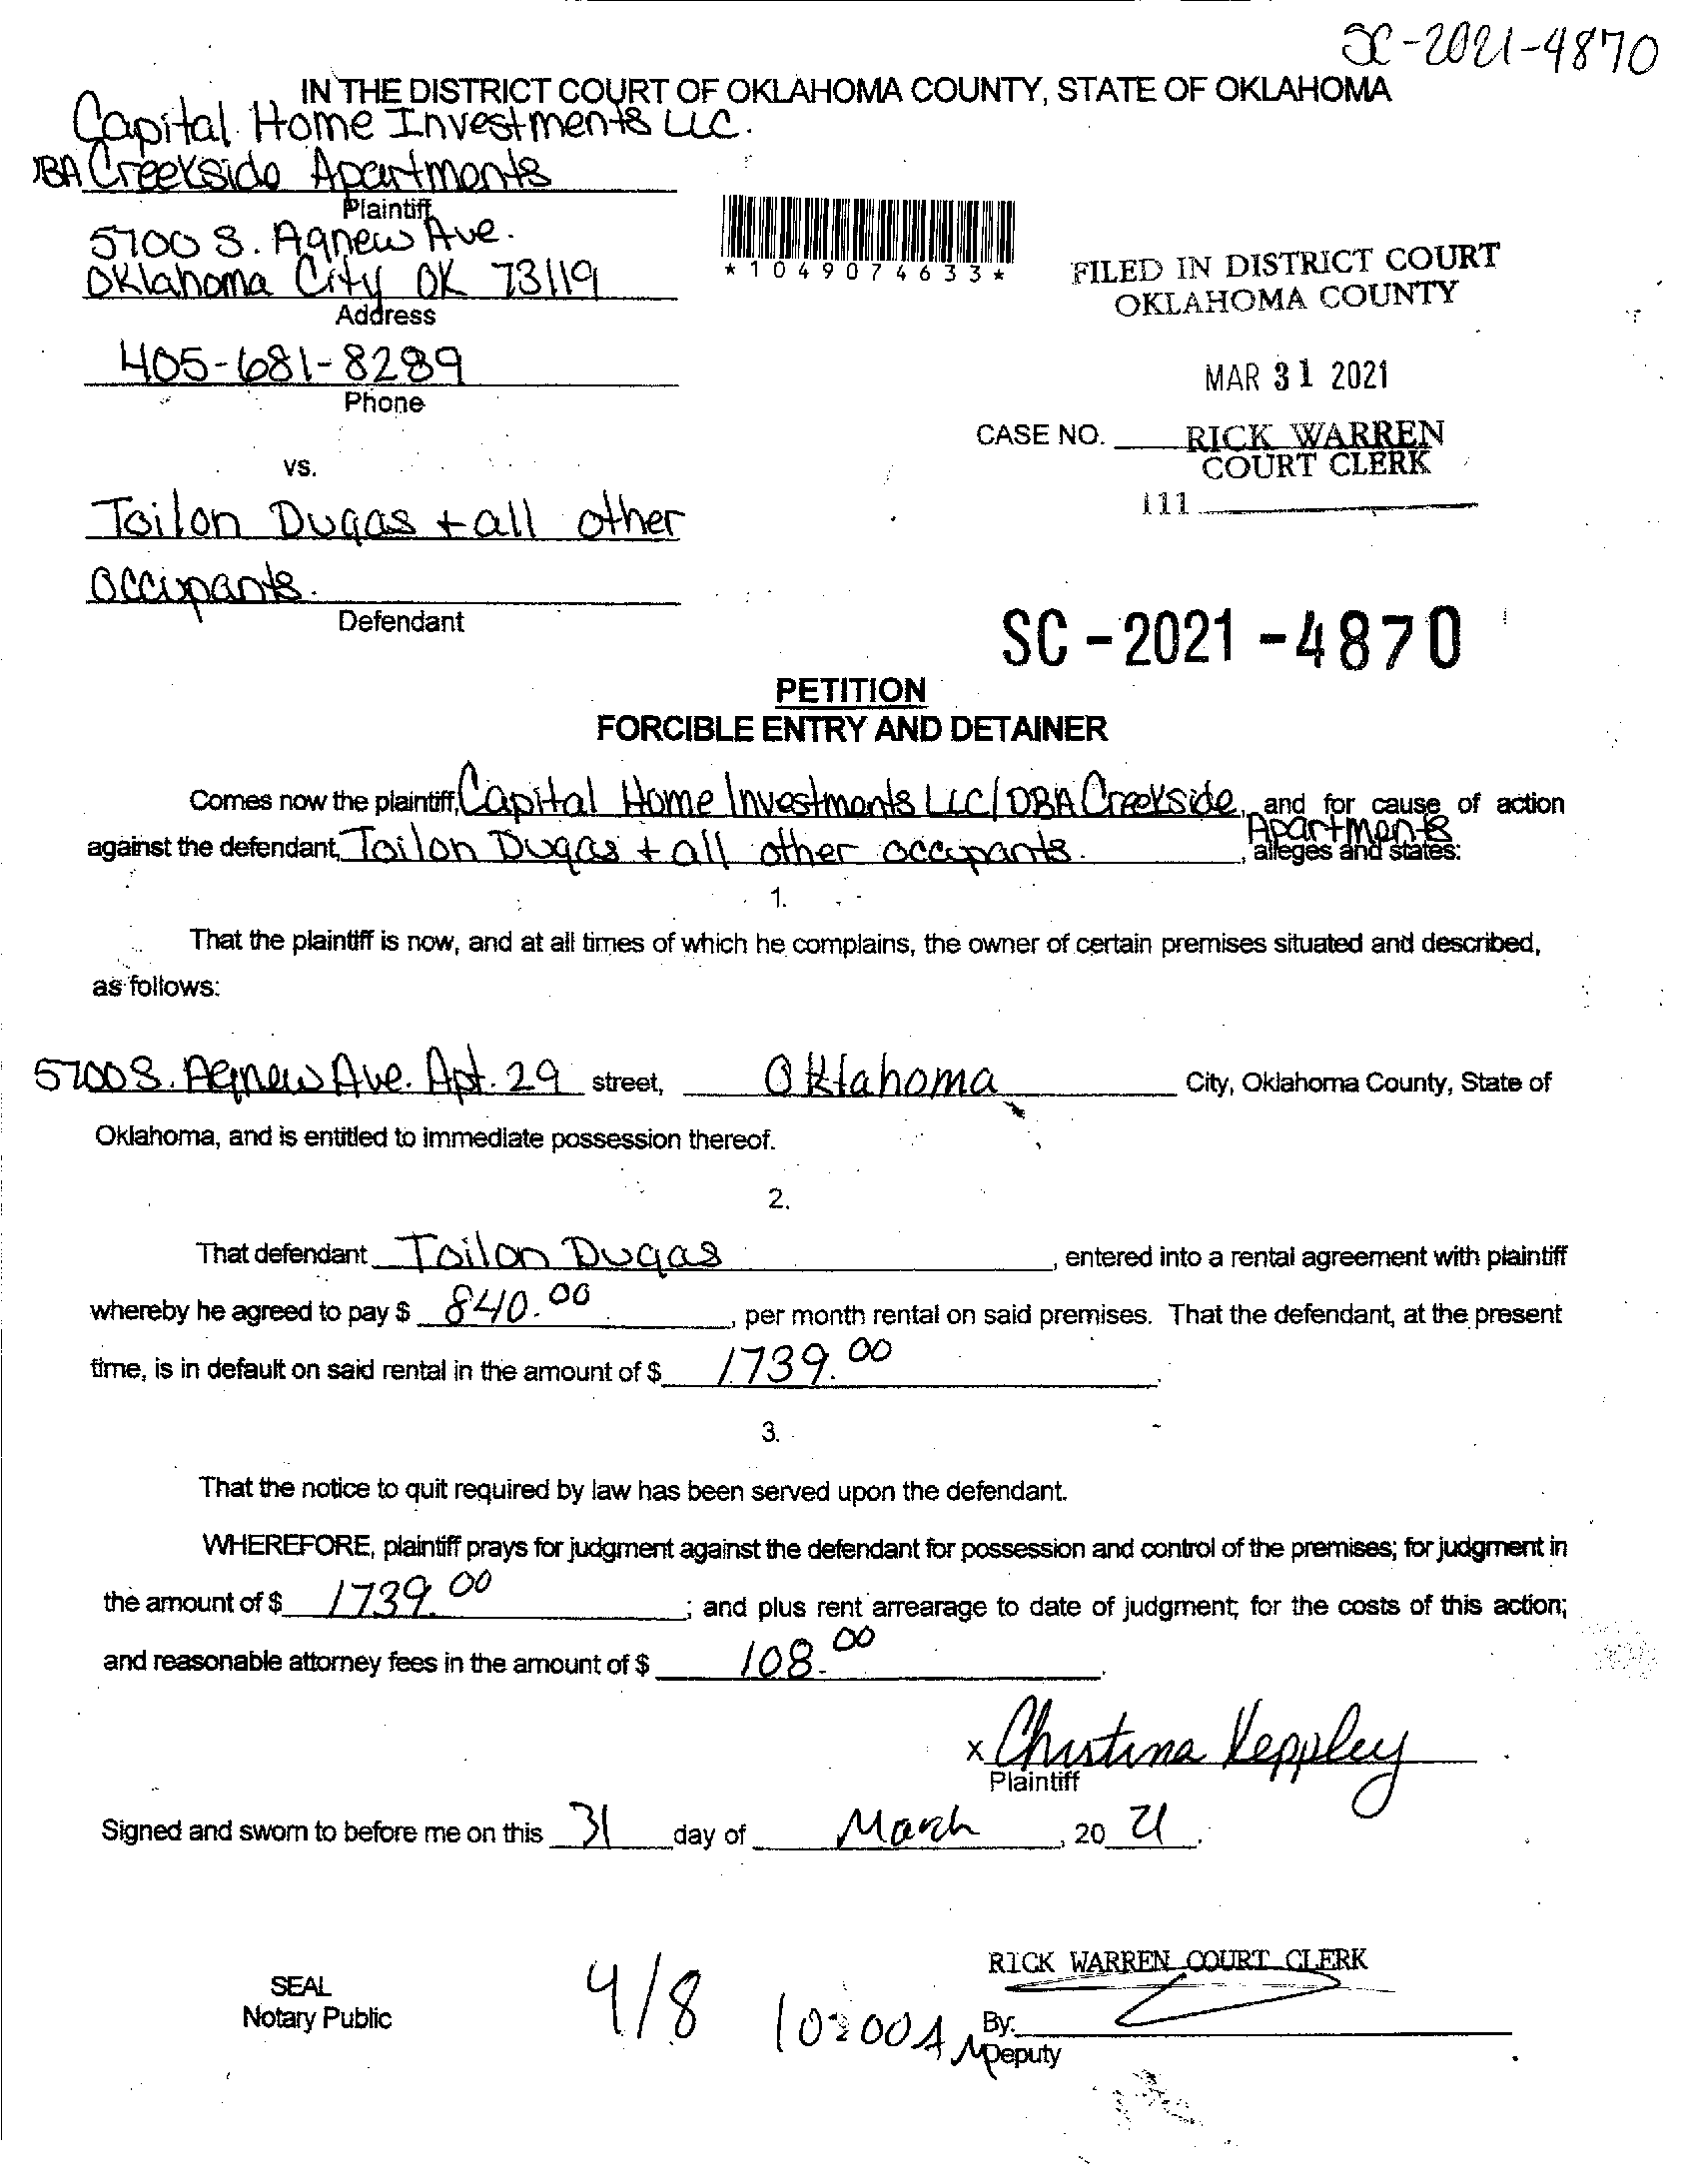 SC-2021-4870
IN THE DISTRICT COURT OF OKLAHOMA COUNTY, STATE OF OKLAHOMA
Capital Home Investments LLC.
DBA Creekside Apartments
Plaintiff
5700 S. Agnew Ave.
Oklahoma City OK 73119
Address
405-681-8289
Phone
*1049074633*
FILED IN DISTRICT COURT
OKLAHOMA COUNTY
MAR 31 2021
CASE NO. RICK WARREN
COURT CLERK
111
vs.
Toilon Dugas + all other
occupants.
Defendant
SC-2021-4870
PETITION
FORCIBLE ENTRY AND DETAINER
Comes now the plaintiff, Capital Home Investments LLC/DBA Creekside, and for cause of action
Apartments
against the defendant, Toilon Dugas + all other occupants. , alleges and states:
1.
That the plaintiff is now, and at all times of which he complains, the owner of certain premises situated and described,
as follows:
5700 S. Agnew Ave. Apt. 29 street, Oklahoma City, Oklahoma County, State of
Oklahoma, and is entitled to immediate possession thereof.
2.
That defendant Toilon Dugas , entered into a rental agreement with plaintiff
whereby he agreed to pay $ 840.00 , per month rental on said premises. That the defendant, at the present
time, is in default on said rental in the amount of $ 1739.00 .
3.
That the notice to quit required by law has been served upon the defendant.
WHEREFORE, plaintiff prays for judgment against the defendant for possession and control of the premises; for judgment in
the amount of $ 1739.00 ; and plus rent arrearage to date of judgment; for the costs of this action;
and reasonable attorney fees in the amount of $ 108.00 .
x Christina Keppley
Plaintiff
Signed and sworn to before me on this 31 day of March , 20 21 .
RICK WARREN COURT CLERK
SEAL
Notary Public
4/8 10:00AM
By:
Deputy